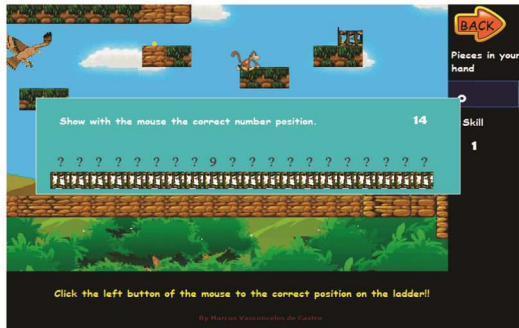 BACK
Pieces in your
hand
0
Skill
1
Show with the mouse the correct number position. 14
? ? ? ? ? ? ? ? 9 ? ? ? ? ? ? ? ? ? ? ?
Click the left button of the mouse to the correct position on the ladder!!
By Marcus Vasconcelos de Castro